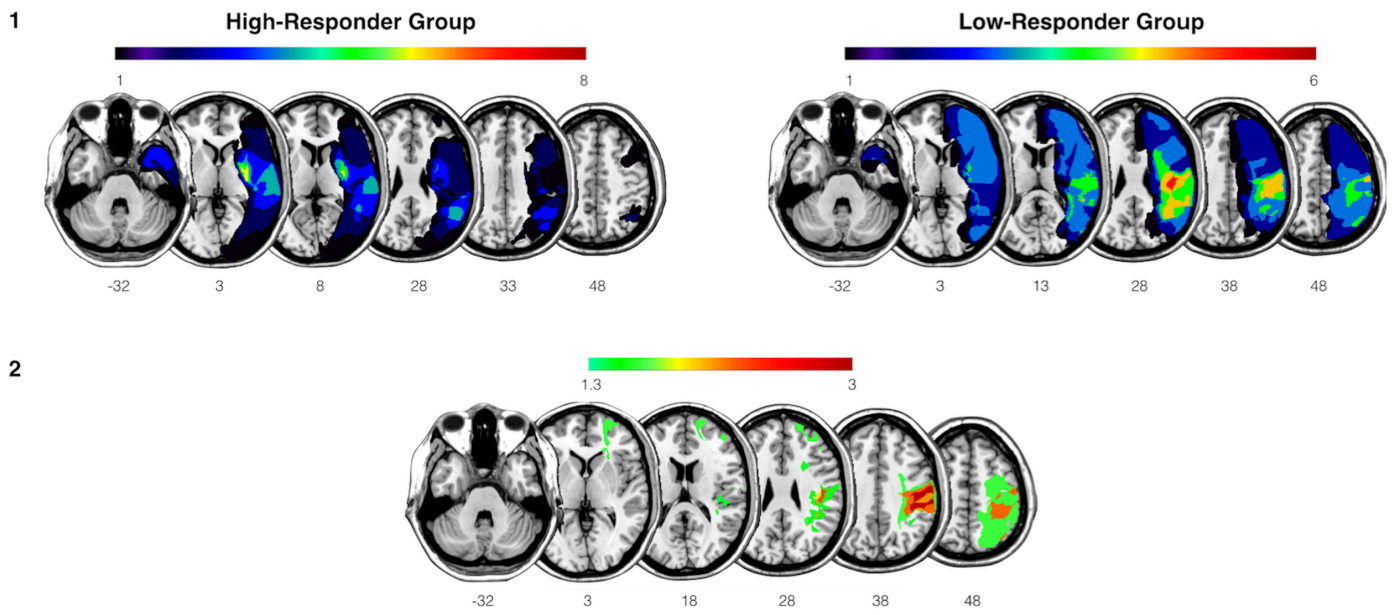 1
High-Responder Group
1 8
-32 3 8 28 33 48
Low-Responder Group
1 6
-32 3 13 28 38 48
2
1.3 3
-32 3 18 28 38 48